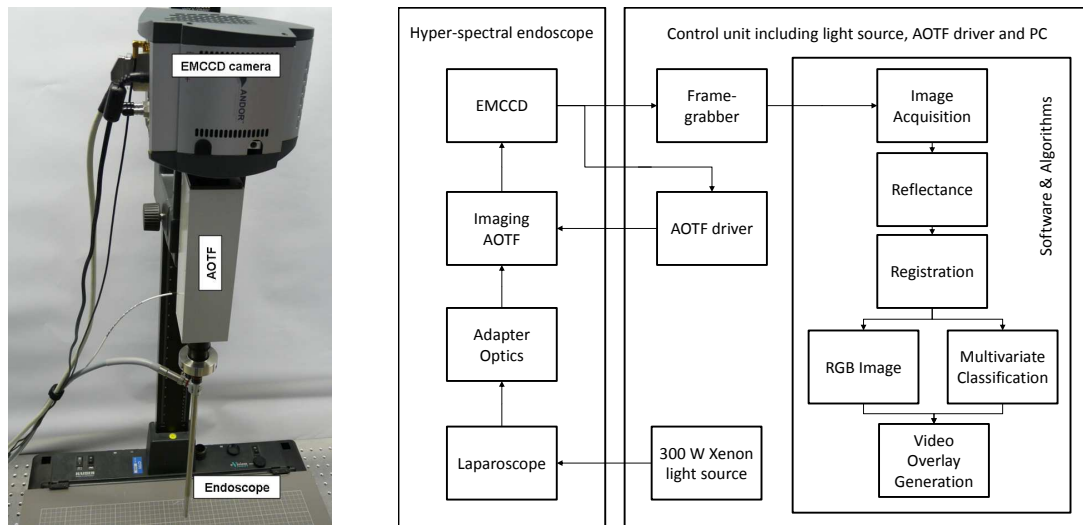 EMCCD camera
ANDOR
AOTF
Endoscope
KAISER
Hyper-spectral endoscope
EMCCD
Imaging
AOTF
Adapter
Optics
Laparoscope
Control unit including light source, AOTF driver and PC
Frame-
grabber
AOTF driver
300 W Xenon
light source
Software & Algorithms
Image
Acquisition
Reflectance
Registration
RGB Image
Multivariate
Classification
Video
Overlay
Generation